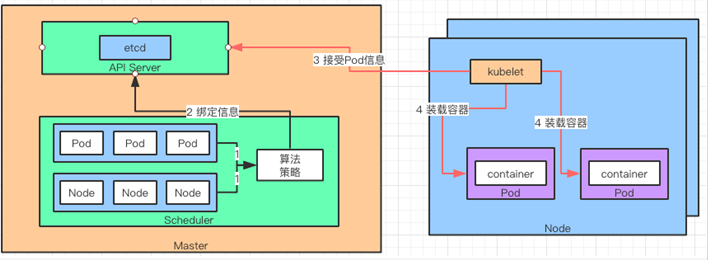 etcd
API Server
3 接受Pod信息
kubelet
2 绑定信息
4 装载容器
4 装载容器
Pod
Pod
Pod
1
算法
策略
1
Node
Node
Node
Scheduler
Master
container
Pod
container
Pod
Node